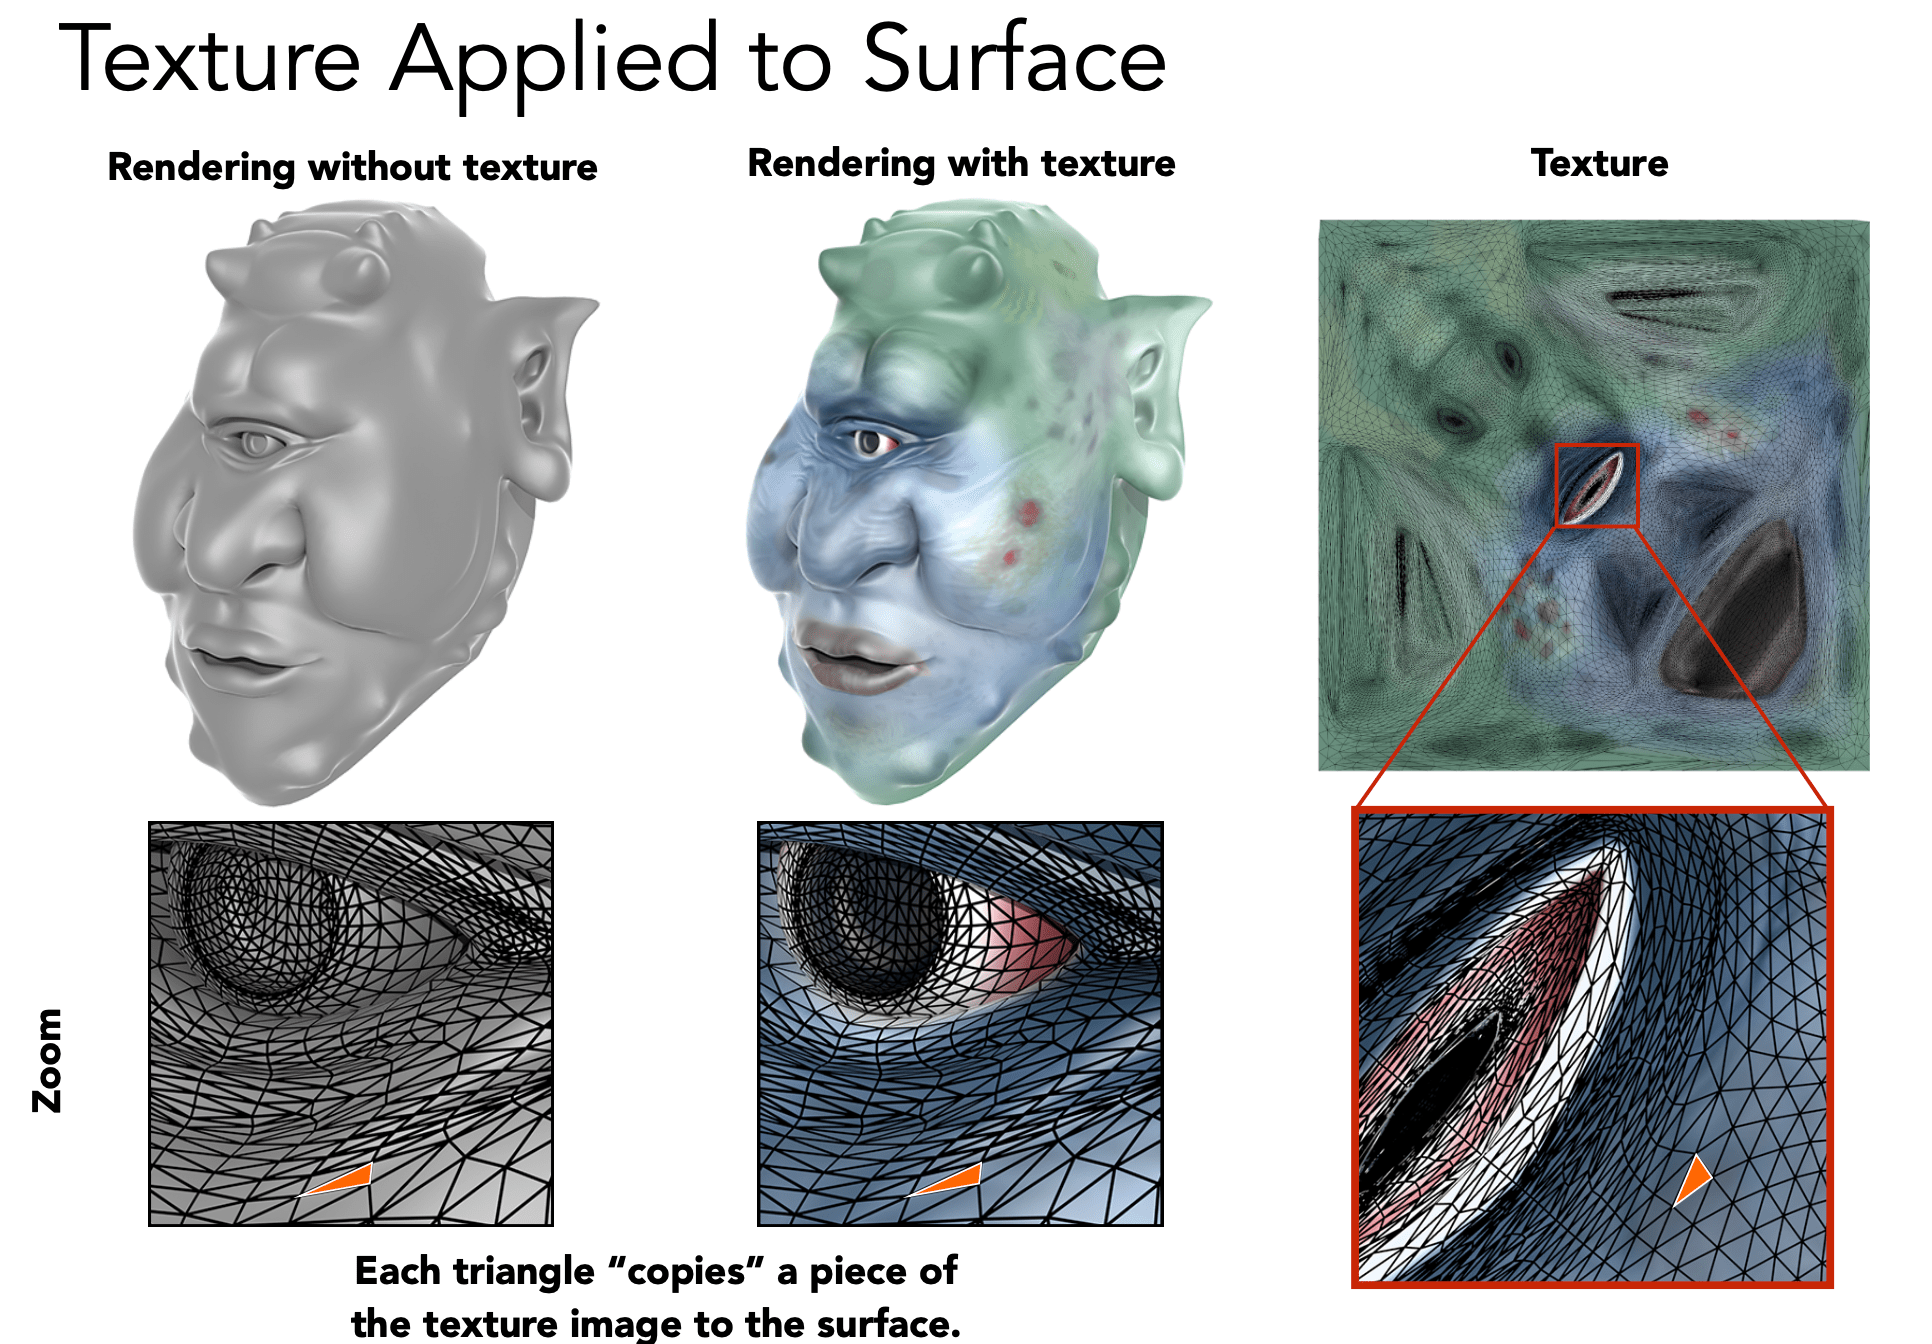 Texture Applied to Surface
Rendering without texture
Rendering with texture
Texture
Zoom
Each triangle “copies” a piece of
the texture image to the surface.